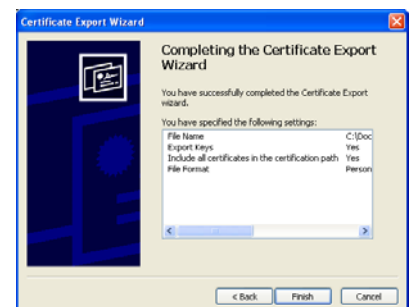 Certificate Export Wizard
Completing the Certificate Export
Wizard
You have successfully completed the Certificate Export
wizard.
You have specified the following settings:
File Name C:\Doc
Export Keys Yes
Include all certificates in the certification path Yes
File Format Person
< Back Finish Cancel